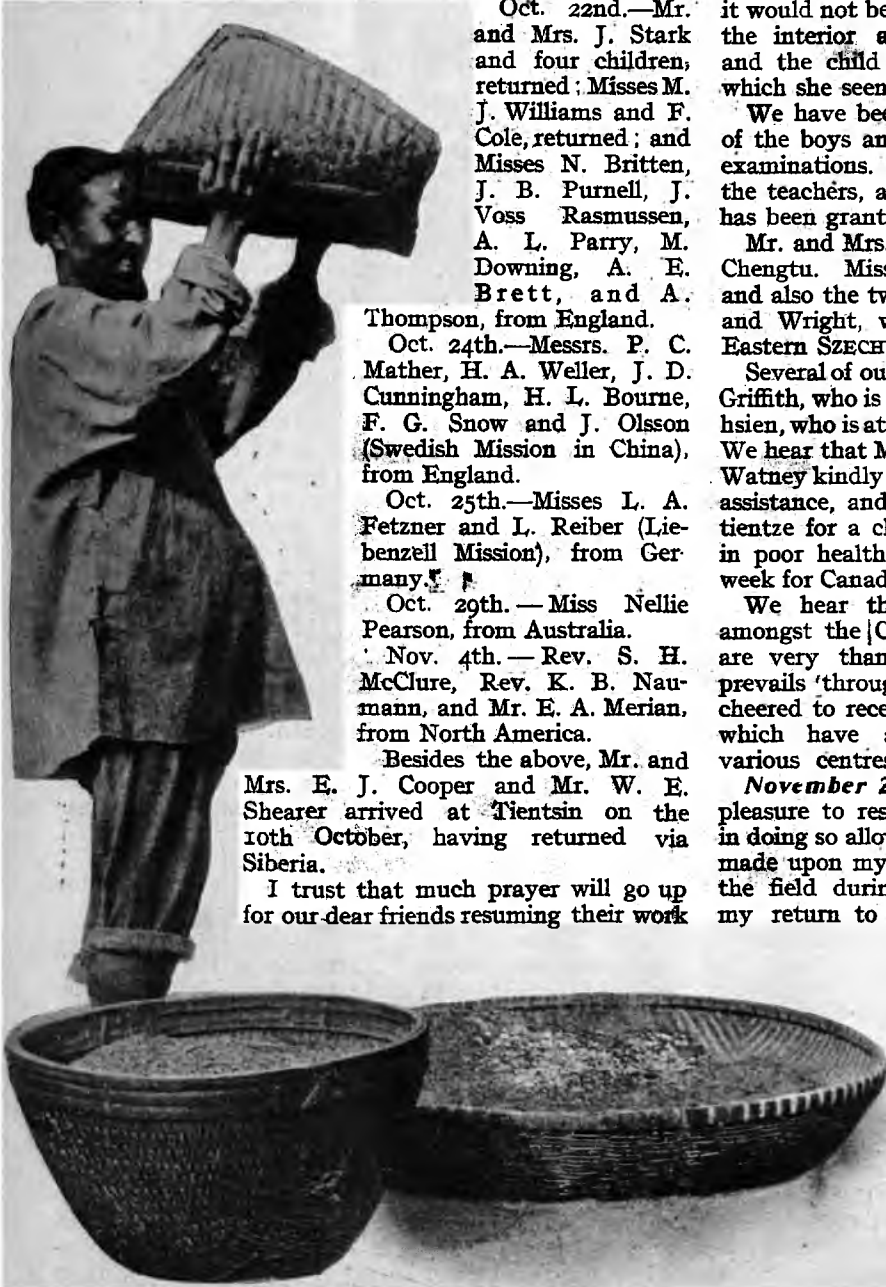 Oct. 22nd.—Mr.
and Mrs. J. Stark
and four children,
returned; Misses M.
J. Williams and F.
Cole, returned; and
Misses N. Britten,
J. B. Purnell, J.
Voss Rasmussen,
A. L. Parry, M.
Downing, A. E.
Brett, and A.
Thompson, from England.
Oct. 24th.—Messrs. P. C.
Mather, H. A. Weller, J. D.
Cunningham, H. L. Bourne,
F. G. Snow and J. Olsson
(Swedish Mission in China),
from England.
Oct. 25th.—Misses L. A.
Fetzner and L. Reiber (Lie-
benzell Mission), from Ger-
many.
Oct. 29th.—Miss Nellie
Pearson, from Australia.
Nov. 4th.—Rev. S. H.
McClure, Rev. K. B. Nau-
mann, and Mr. E. A. Merian,
from North America.
Besides the above, Mr. and
Mrs. E. J. Cooper and Mr. W. E.
Shearer arrived at Tientsin on the
10th October, having returned via
Siberia.
I trust that much prayer will go up
for our dear friends resuming their work
it would not be
the interior a
and the child
which she seen
We have bee
of the boys an
examinations.
the teachers, a
has been grant
Mr. and Mrs.
Chengtu. Miss
and also the tw
and Wright, v
Eastern SZECH
Several of ou
Griffith, who is
hsien, who is at
We hear that M
Watney kindly
assistance, and
tientze for a cl
in poor health
week for Canad
We hear th
amongst the C
are very than
prevails throug
cheered to rece
which have a
various centres
November 2
pleasure to res
in doing so allo
made upon my
the field durin
my return to